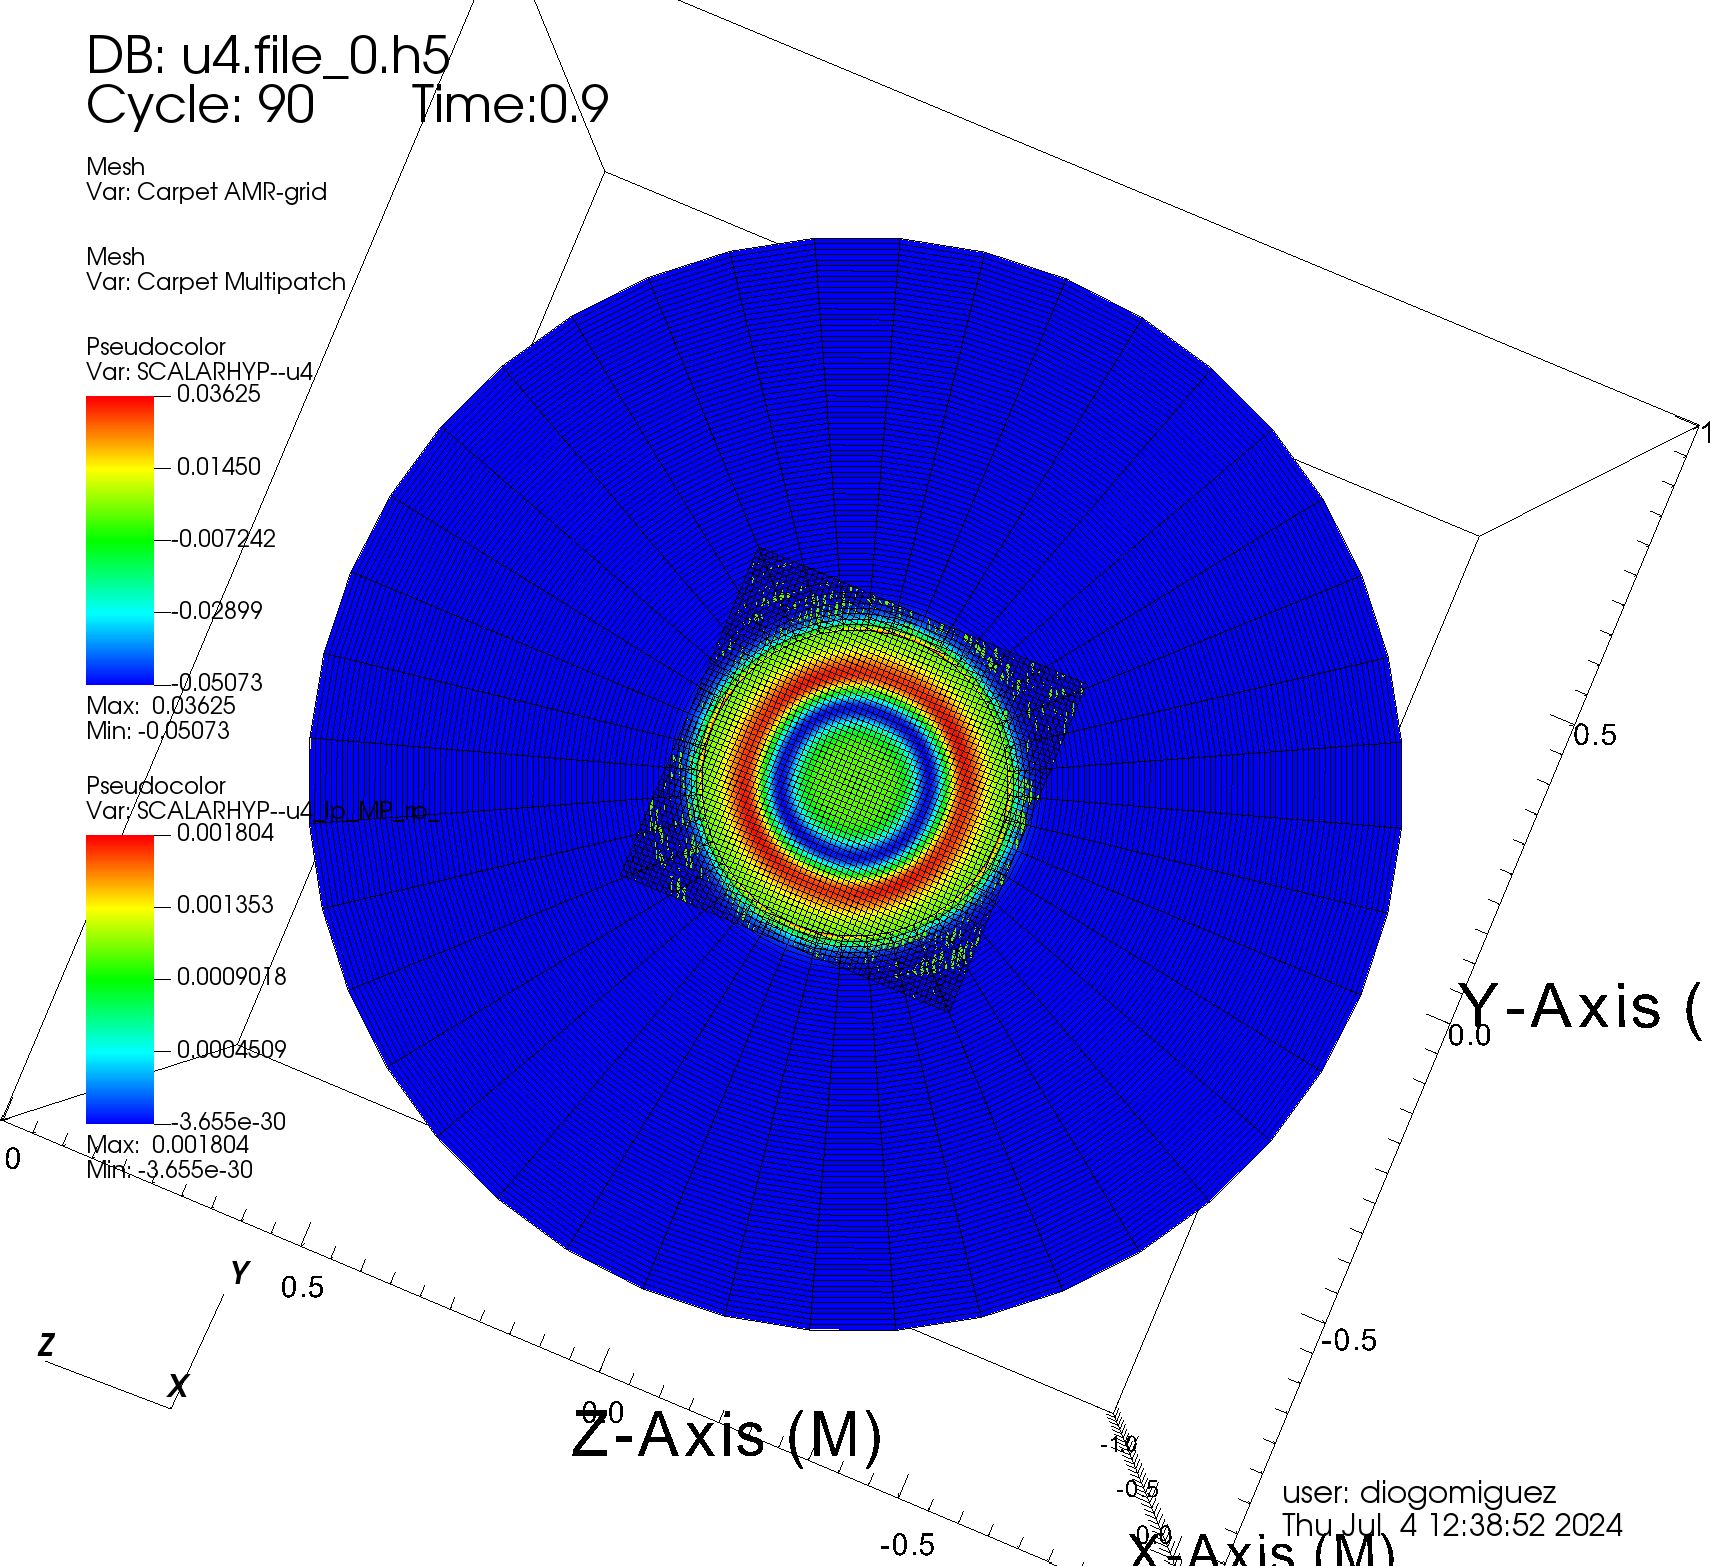 DB: u4.file_0.h5
Cycle: 90 Time:0.9
Mesh
Var: Carpet AMR-grid
Mesh
Var: Carpet Multipatch
Pseudocolor
Var: SCALARHYP--u4
0.03625
0.01450
-0.007242
-0.02899
-0.05073
Max: 0.03625
Min: -0.05073
Pseudocolor
Var: SCALARHYP--u4_lp_MP_rp_
0.001804
0.001353
0.0009018
0.0004509
-3.655e-30
Max: 0.001804
Min: -3.655e-30
1
0.5
Y-Axis (
0.0
-0.5
0
0.5
0.0
Z-Axis (M)
-0.5
Y
Z
X
-1.0
-0.5
0.0
X-Axis (M)
user: diogomiguez
Thu Jul 4 12:38:52 2024